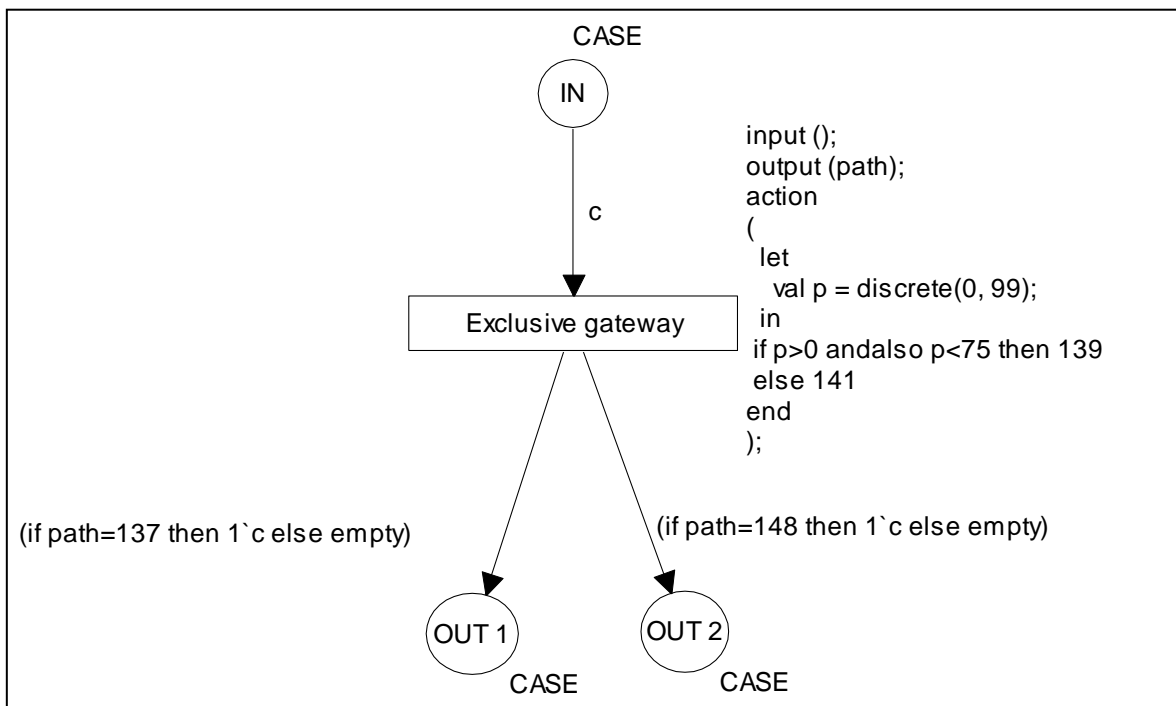 CASE
IN
input ();
output (path);
action
(
let
val p = discrete(0, 99);
in
if p>0 andalso p<75 then 139
else 141
end
);
c
Exclusive gateway
(if path=137 then 1`c else empty)
(if path=148 then 1`c else empty)
OUT 1
OUT 2
CASE
CASE